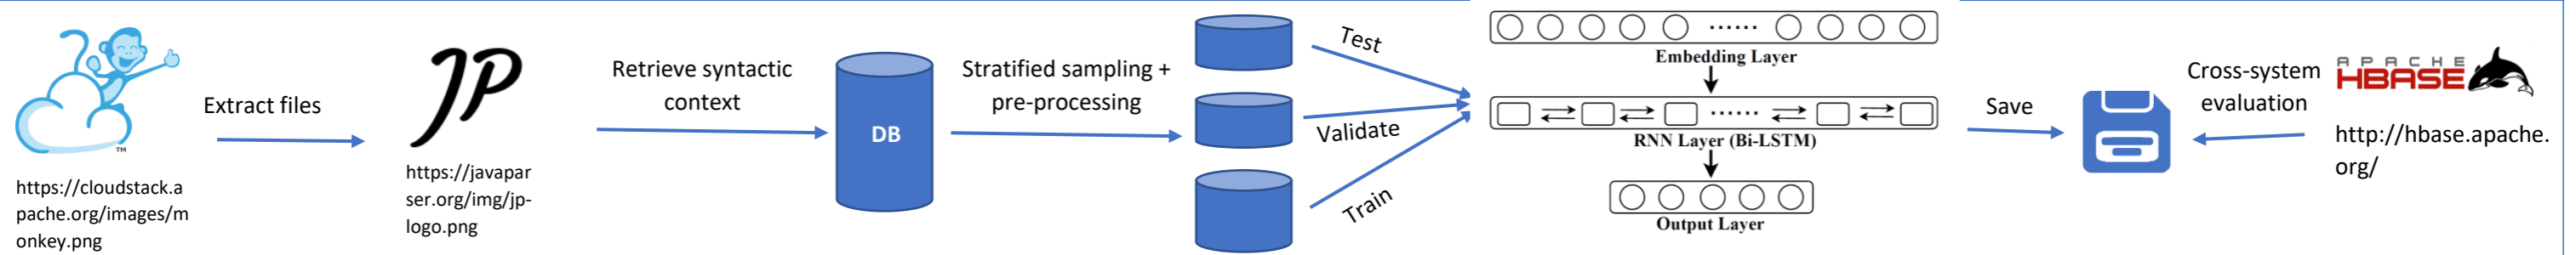 Extract files
https://cloudstack.a
pache.org/images/m
onkey.png
TM
JP
https://javapar
ser.org/img/jp-
logo.png
Retrieve syntactic
context
DB
Stratified sampling +
pre-processing
Test
Validate
Train
......
Embedding Layer
......
RNN Layer (Bi-LSTM)
Output Layer
Save
Cross-system
evaluation
APACHE
HBASE
http://hbase.apache.
org/